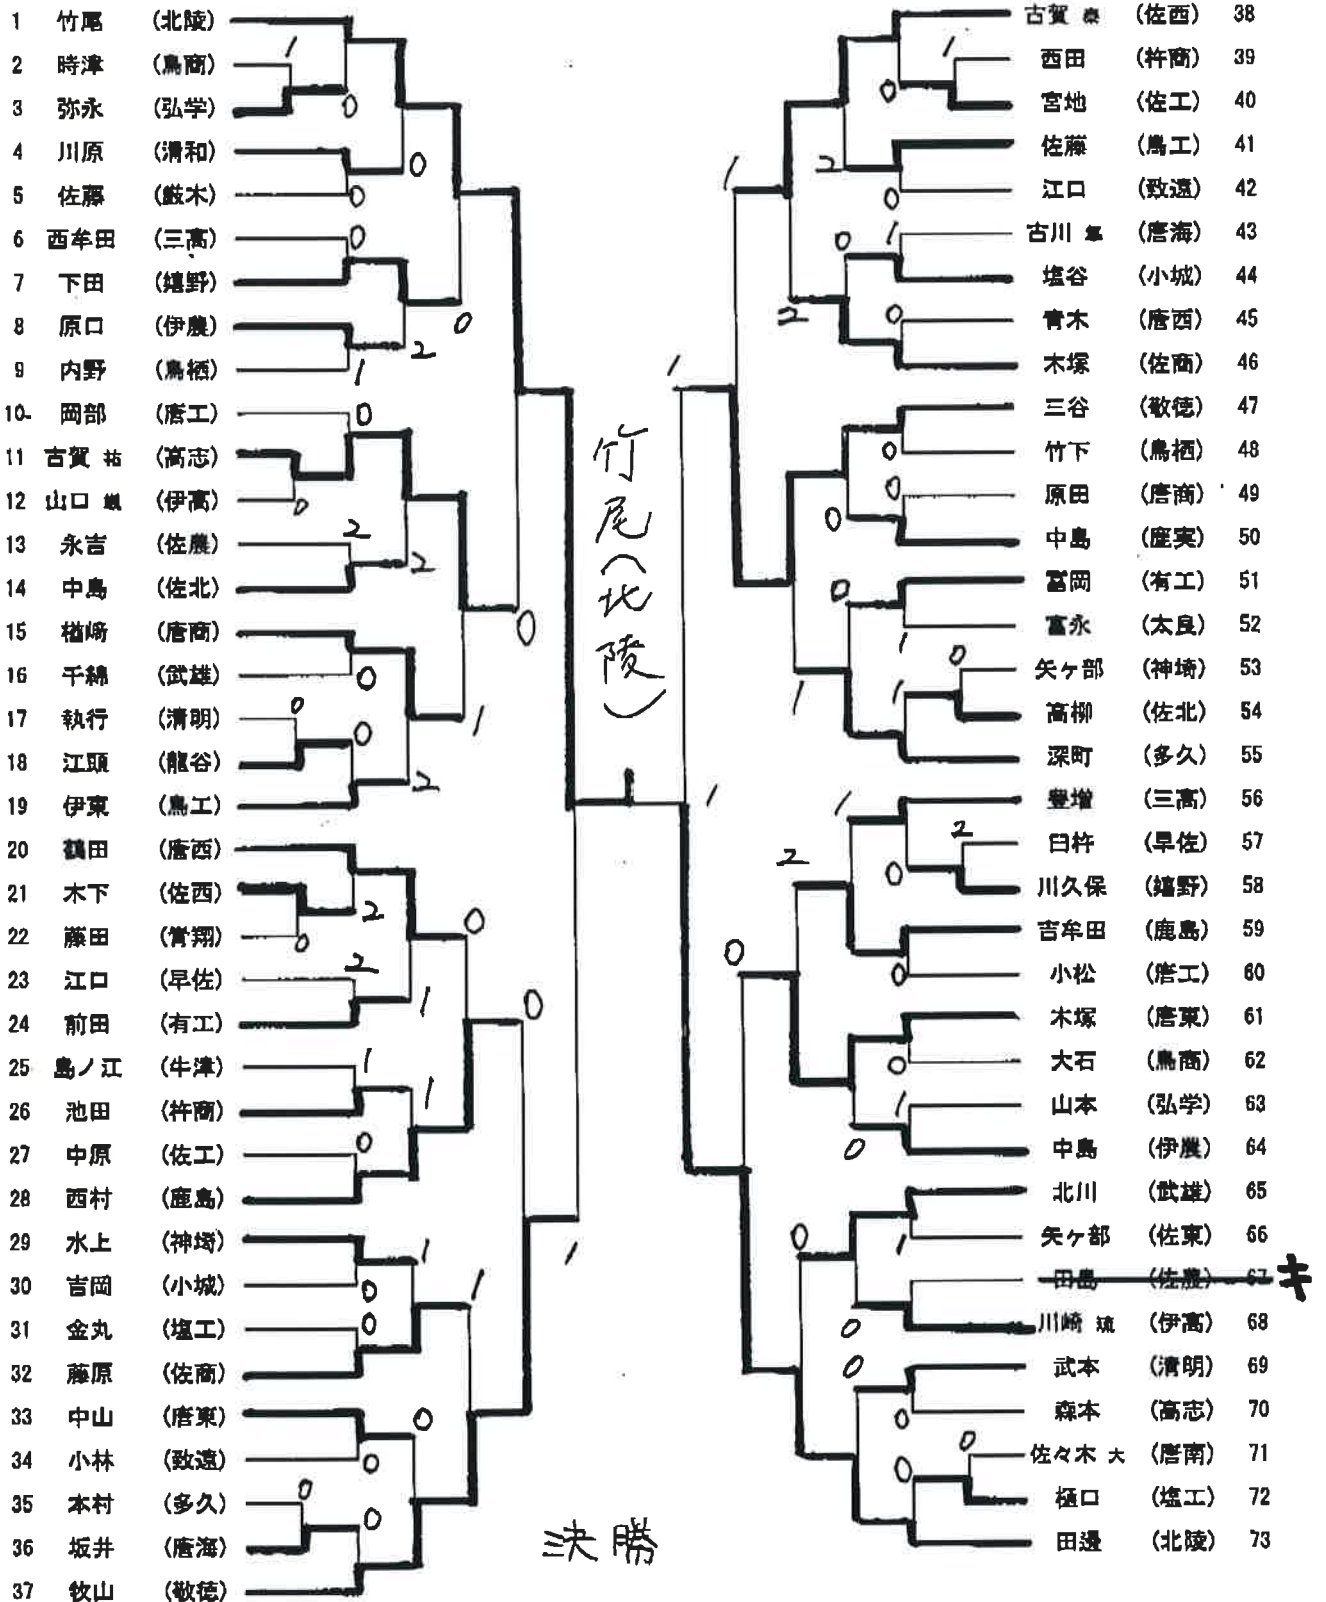 1 竹尾 (北陵)
2 時津 (鳥商)
3 弥永 (弘学)
4 川原 (清和)
5 佐藤 (厳木)
6 西牟田 (三高)
7 下田 (嬉野)
8 原口 (伊農)
9 内野 (鳥栖)
10 岡部 (唐工)
11 古賀 祐 (高志)
12 山口 (伊高)
13 永吉 (佐農)
14 中島 (佐北)
15 楢﨑 (唐商)
16 千綿 (武雄)
17 執行 (清明)
18 江頭 (龍谷)
19 伊東 (鳥工)
20 鶴田 (唐西)
21 木下 (佐西)
22 藤田 (青翔)
23 江口 (早佐)
24 前田 (有工)
25 島ノ江 (牛津)
26 池田 (杵商)
27 中原 (佐工)
28 西村 (鹿島)
29 水上 (神埼)
30 吉岡 (小城)
31 金丸 (塩工)
32 藤原 (佐商)
33 中山 (唐東)
34 小林 (致遠)
35 本村 (多久)
36 坂井 (唐海)
37 牧山 (敬徳)
竹尾(北陵)
決勝
古賀 泰 (佐西) 38
西田 (杵商) 39
宮地 (佐工) 40
佐藤 (鳥工) 41
江口 (致遠) 42
古川 (唐海) 43
塩谷 (小城) 44
青木 (唐西) 45
木塚 (佐商) 46
三谷 (敬徳) 47
竹下 (鳥栖) 48
原田 (唐商) 49
中島 (鹿実) 50
冨岡 (有工) 51
富永 (太良) 52
矢ヶ部 (神埼) 53
高柳 (佐北) 54
深町 (多久) 55
豊増 (三高) 56
臼杵 (早佐) 57
川久保 (嬉野) 58
吉牟田 (鹿島) 59
小松 (唐工) 60
木塚 (唐東) 61
大石 (鳥商) 62
山本 (弘学) 63
中島 (伊農) 64
北川 (武雄) 65
矢ヶ部 (佐東) 66
田島 (佐農) 67 キ
川崎 琉 (伊高) 68
武本 (清明) 69
森本 (高志) 70
佐々木 大 (唐南) 71
樋口 (塩工) 72
田邊 (北陵) 73